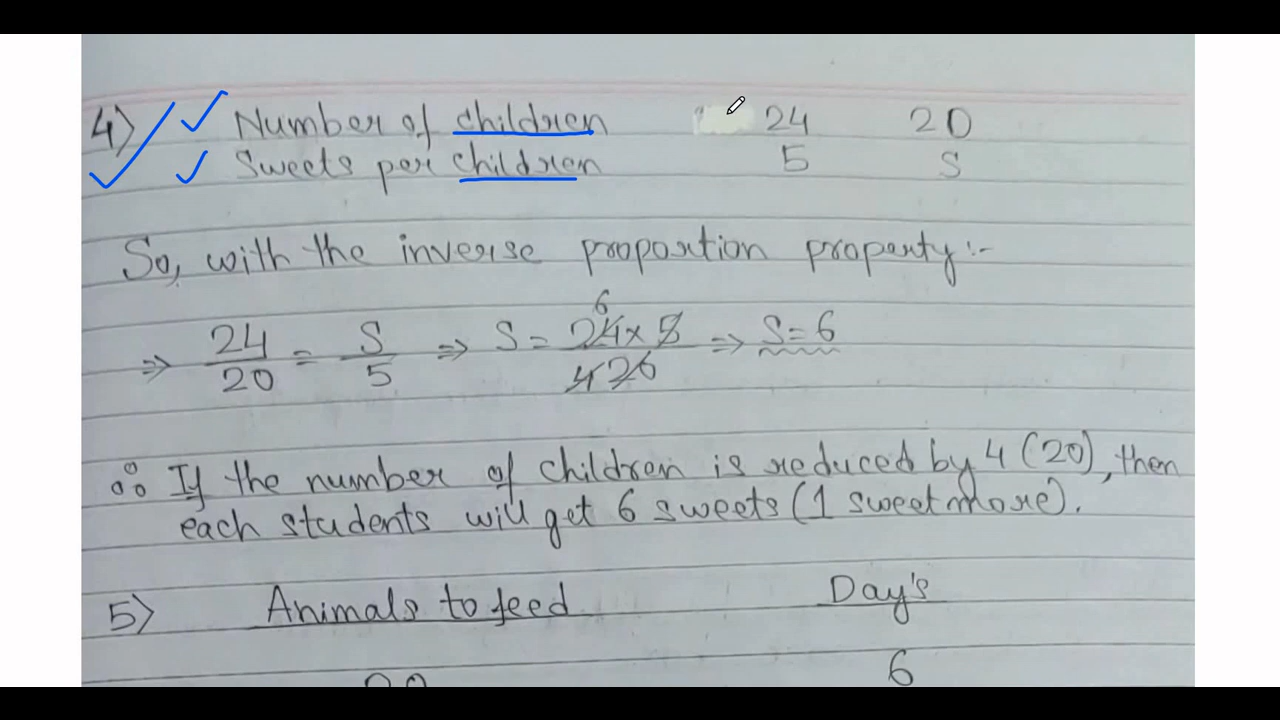 4) Number of children 24 20
Sweets per children 5 S
So, with the inverse proportion property:-
⇒ 24/20 = S/5 ⇒ S = 24×5/20 6 4 ⇒ S=6
∴ If the number of children is reduced by 4 (20), then
each students will get 6 sweets (1 sweet more).
5) Animals to feed Day's
6